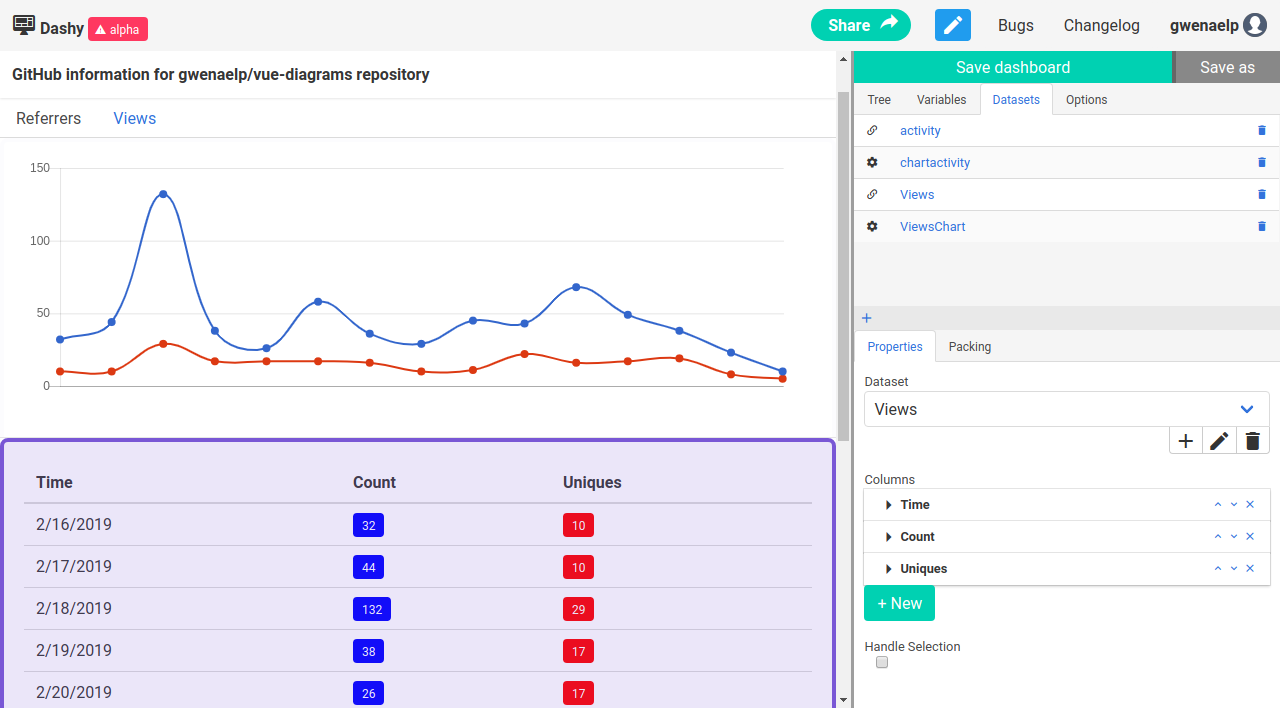 Dashy alpha Share Bugs Changelog gwenaelp
GitHub information for gwenaelp/vue-diagrams repository
Referrers Views
150
100
50
0
Time Count Uniques
2/16/2019 32 10
2/17/2019 44 10
2/18/2019 132 29
2/19/2019 38 17
2/20/2019 26 17
Save dashboard Save as
Tree Variables Datasets Options
activity
chartactivity
Views
ViewsChart
+
Properties Packing
Dataset
Views
Columns
Time
Count
Uniques
+ New
Handle Selection